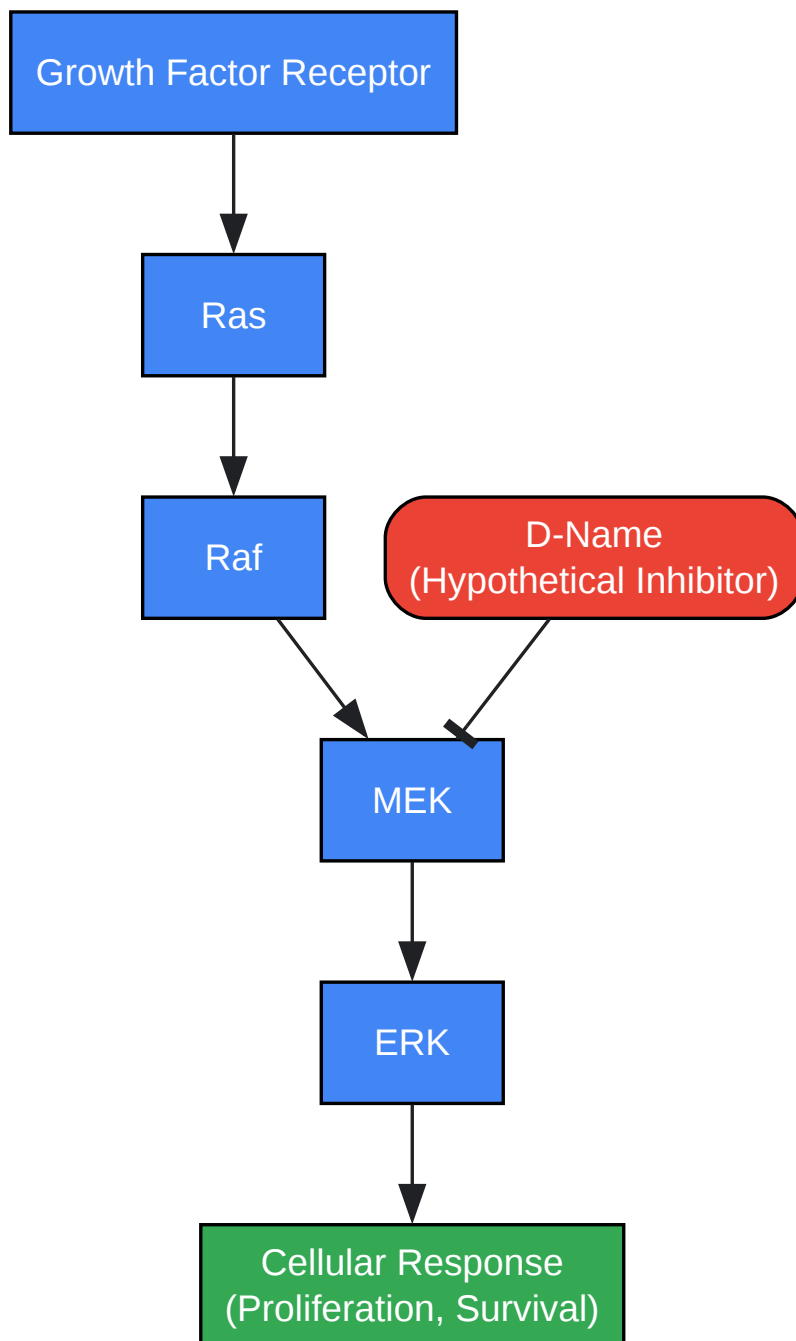 Growth Factor Receptor
Ras
Raf
D-Name
(Hypothetical Inhibitor)
MEK
ERK
Cellular Response
(Proliferation, Survival)